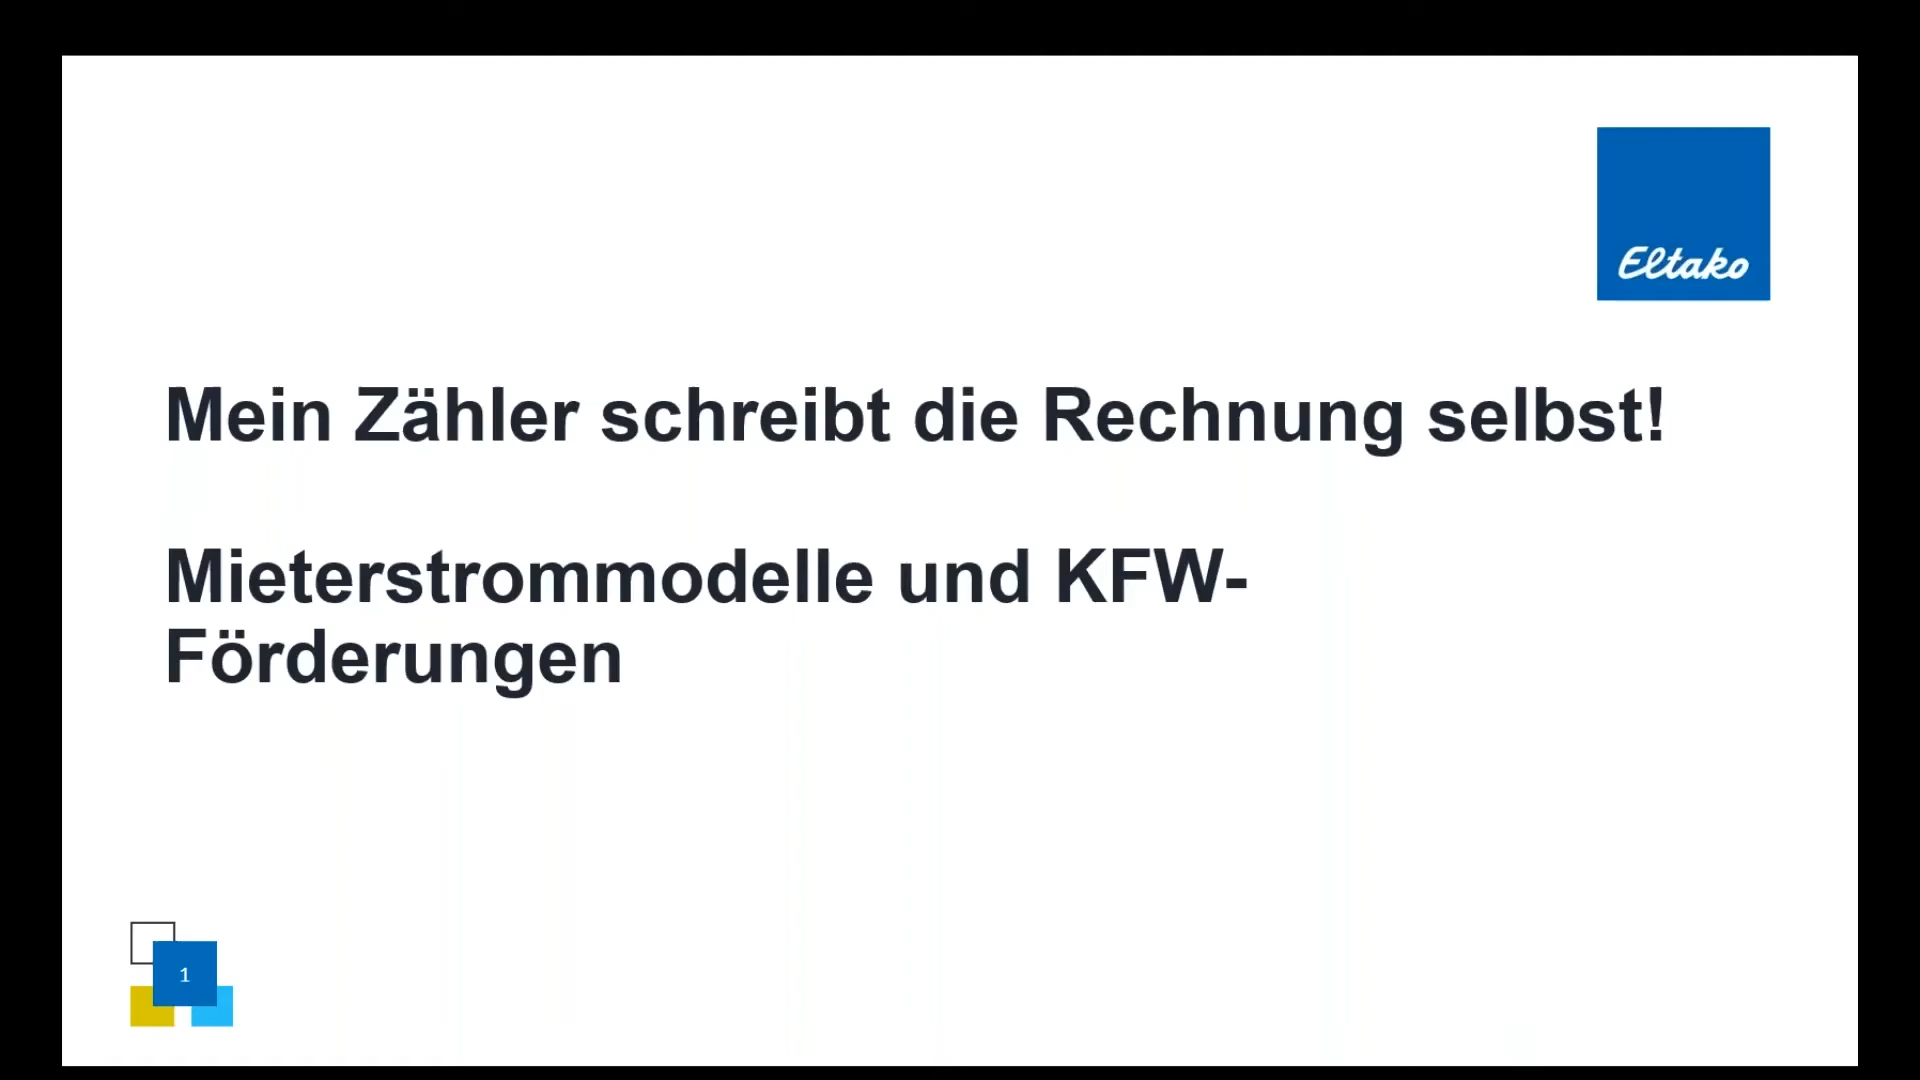 Eltako
Mein Zähler schreibt die Rechnung selbst!
Mieterstrommodelle und KFW-
Förderungen
1